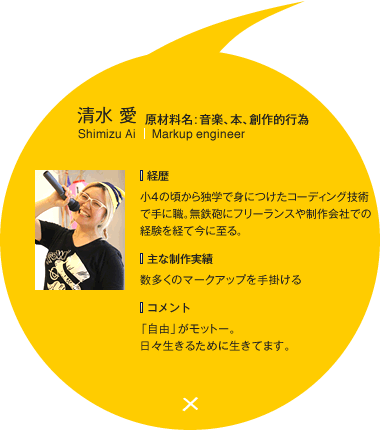 清水 愛 原材料名：音楽、本、創作的行為
Shimizu Ai | Markup engineer
経歴
小4の頃から独学で身につけたコーディング技術
で手に職。無鉄砲にフリーランスや制作会社での
経験を経て今に至る。
主な制作実績
数多くのマークアップを手掛ける
コメント
「自由」がモットー。
日々生きるために生きてます。